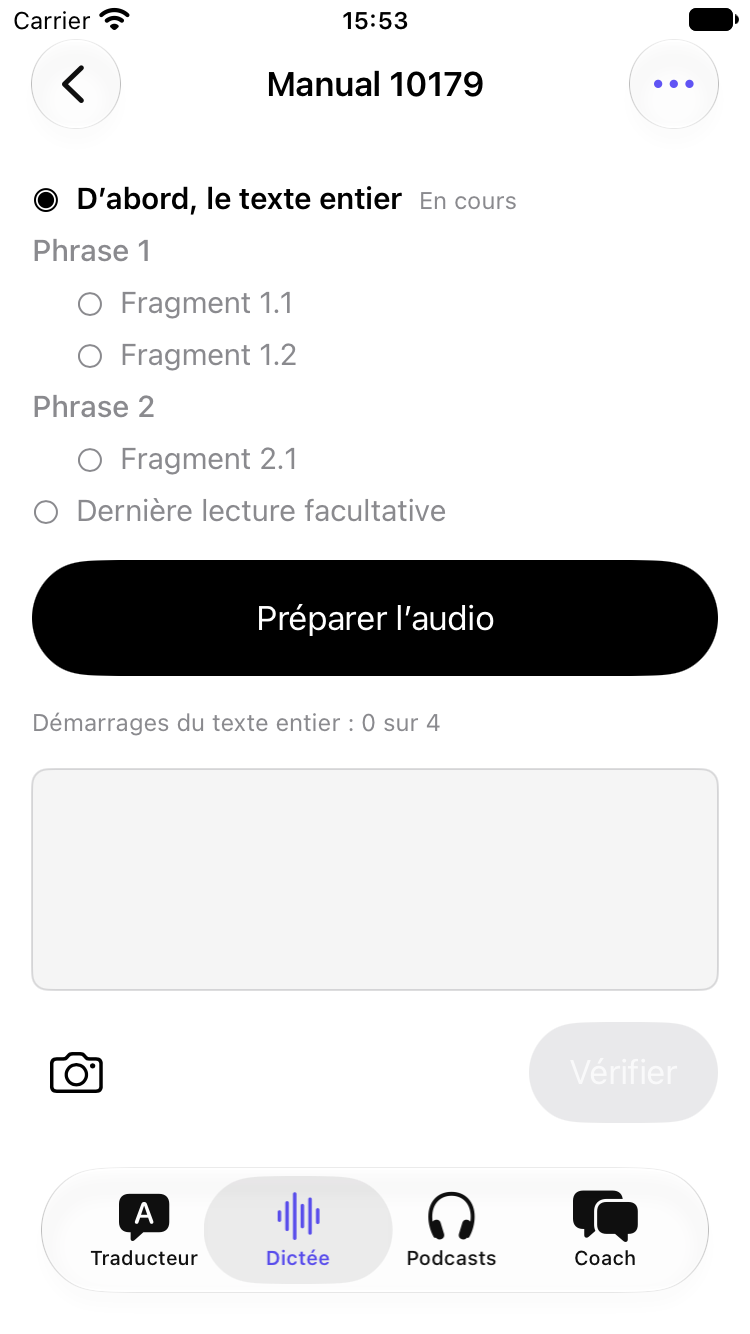 Carrier
15:53
Manual 10179
D’abord, le texte entier En cours
Phrase 1
Fragment 1.1
Fragment 1.2
Phrase 2
Fragment 2.1
Dernière lecture facultative
Préparer l’audio
Démarrages du texte entier : 0 sur 4
Vérifier
A
Traducteur Dictée Podcasts Coach